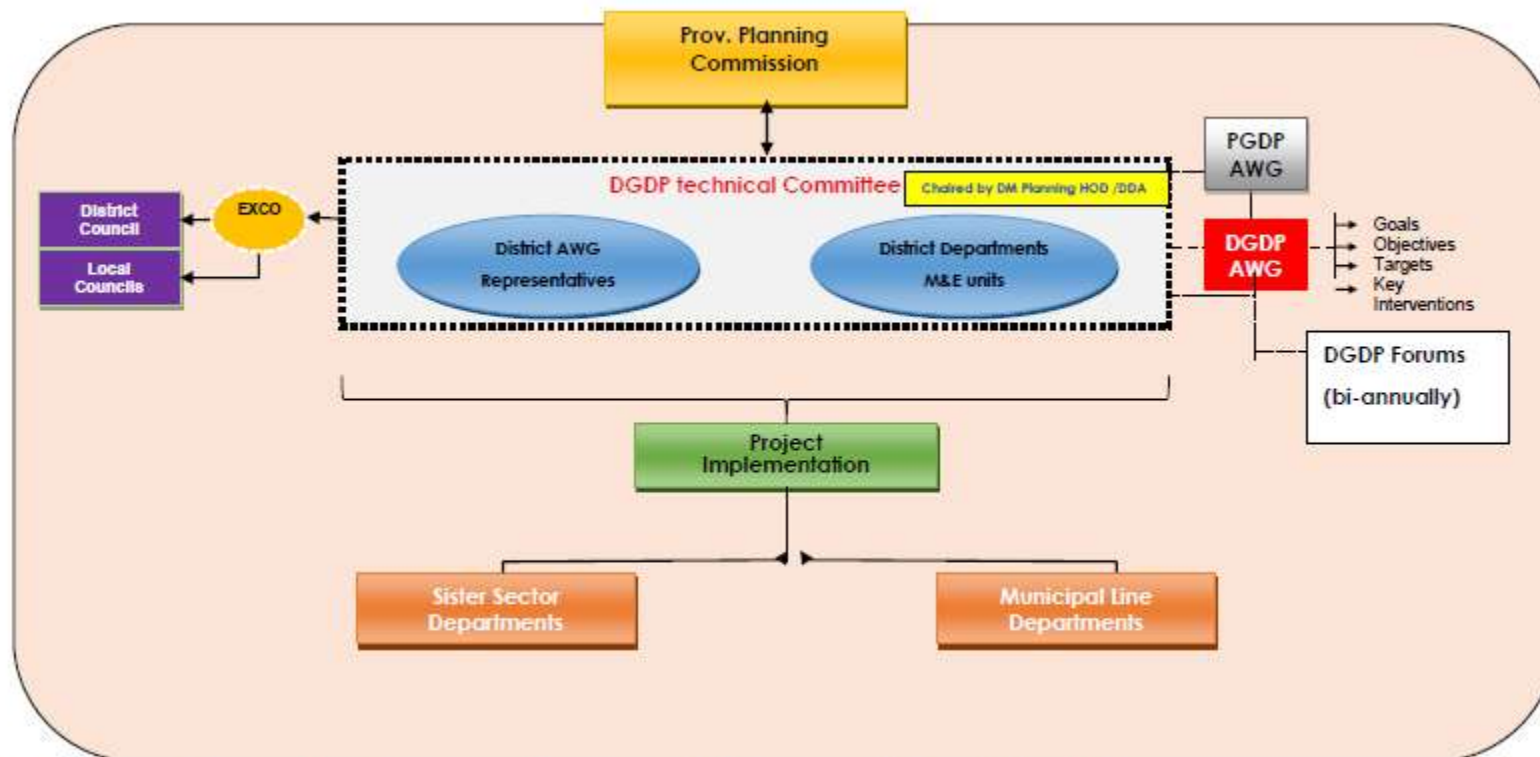 Prov. Planning
Commission
PGDP
AWG
DGDP technical Committee
Chaired by DM Planning HOD /DDA
District
Council
EXCO
Local
Councils
District AWG
Representatives
District Departments
M&E units
DGDP
AWG
Goals
Objectives
Targets
Key
Interventions
DGDP Forums
(bi-annually)
Project
Implementation
Sister Sector
Departments
Municipal Line
Departments